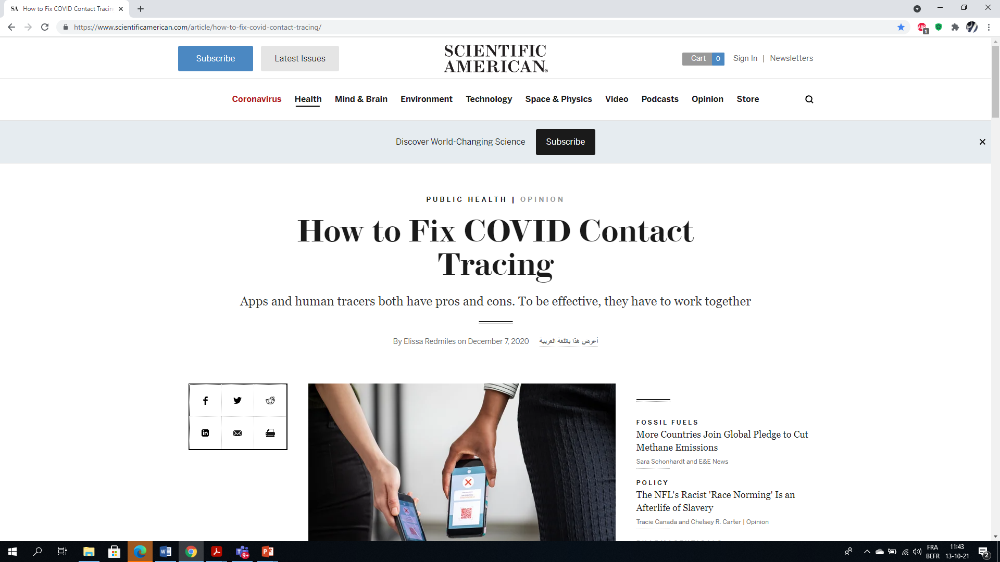 SA How to Fix COVID Contact Tracin
https://www.scientificamerican.com/article/how-to-fix-covid-contact-tracing/
ABP 1
Subscribe
Latest Issues
SCIENTIFIC
AMERICAN®
Cart 0
Sign In | Newsletters
Coronavirus Health Mind & Brain Environment Technology Space & Physics Video Podcasts Opinion Store
Discover World-Changing Science
Subscribe
PUBLIC HEALTH | OPINION
How to Fix COVID Contact
Tracing
Apps and human tracers both have pros and cons. To be effective, they have to work together
By Elissa Redmiles on December 7, 2020
أعرض هذا باللغة العربية
FOSSIL FUELS
More Countries Join Global Pledge to Cut
Methane Emissions
Sara Schonhardt and E&E News
POLICY
The NFL's Racist 'Race Norming' Is an
Afterlife of Slavery
Tracie Canada and Chelsey R. Carter | Opinion
9+
FRA
BEFR
11:43
13-10-21
2